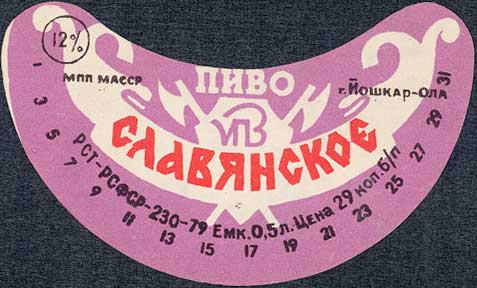 12%
МПП МАССР
ПИВО
г. Йошкар-Ола
СЛАВЯНСКОЕ
РСТ-РСФСР-230-79 Емк. 0,5 л. Цена 29 коп. б/п
1 3 5 7 9 11 13 15 17 19 21 23 25 27 29 31